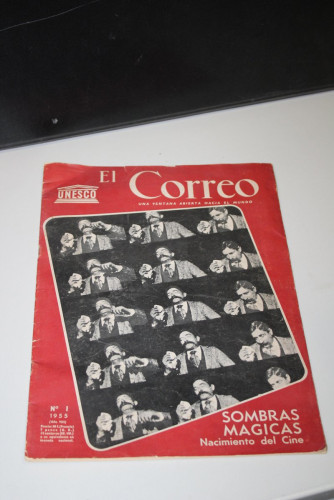 El Correo
UNESCO
UNA VENTANA ABIERTA HACIA EL MUNDO
Nº 1
1955
SOMBRAS
MAGICAS
Nacimiento del Cine